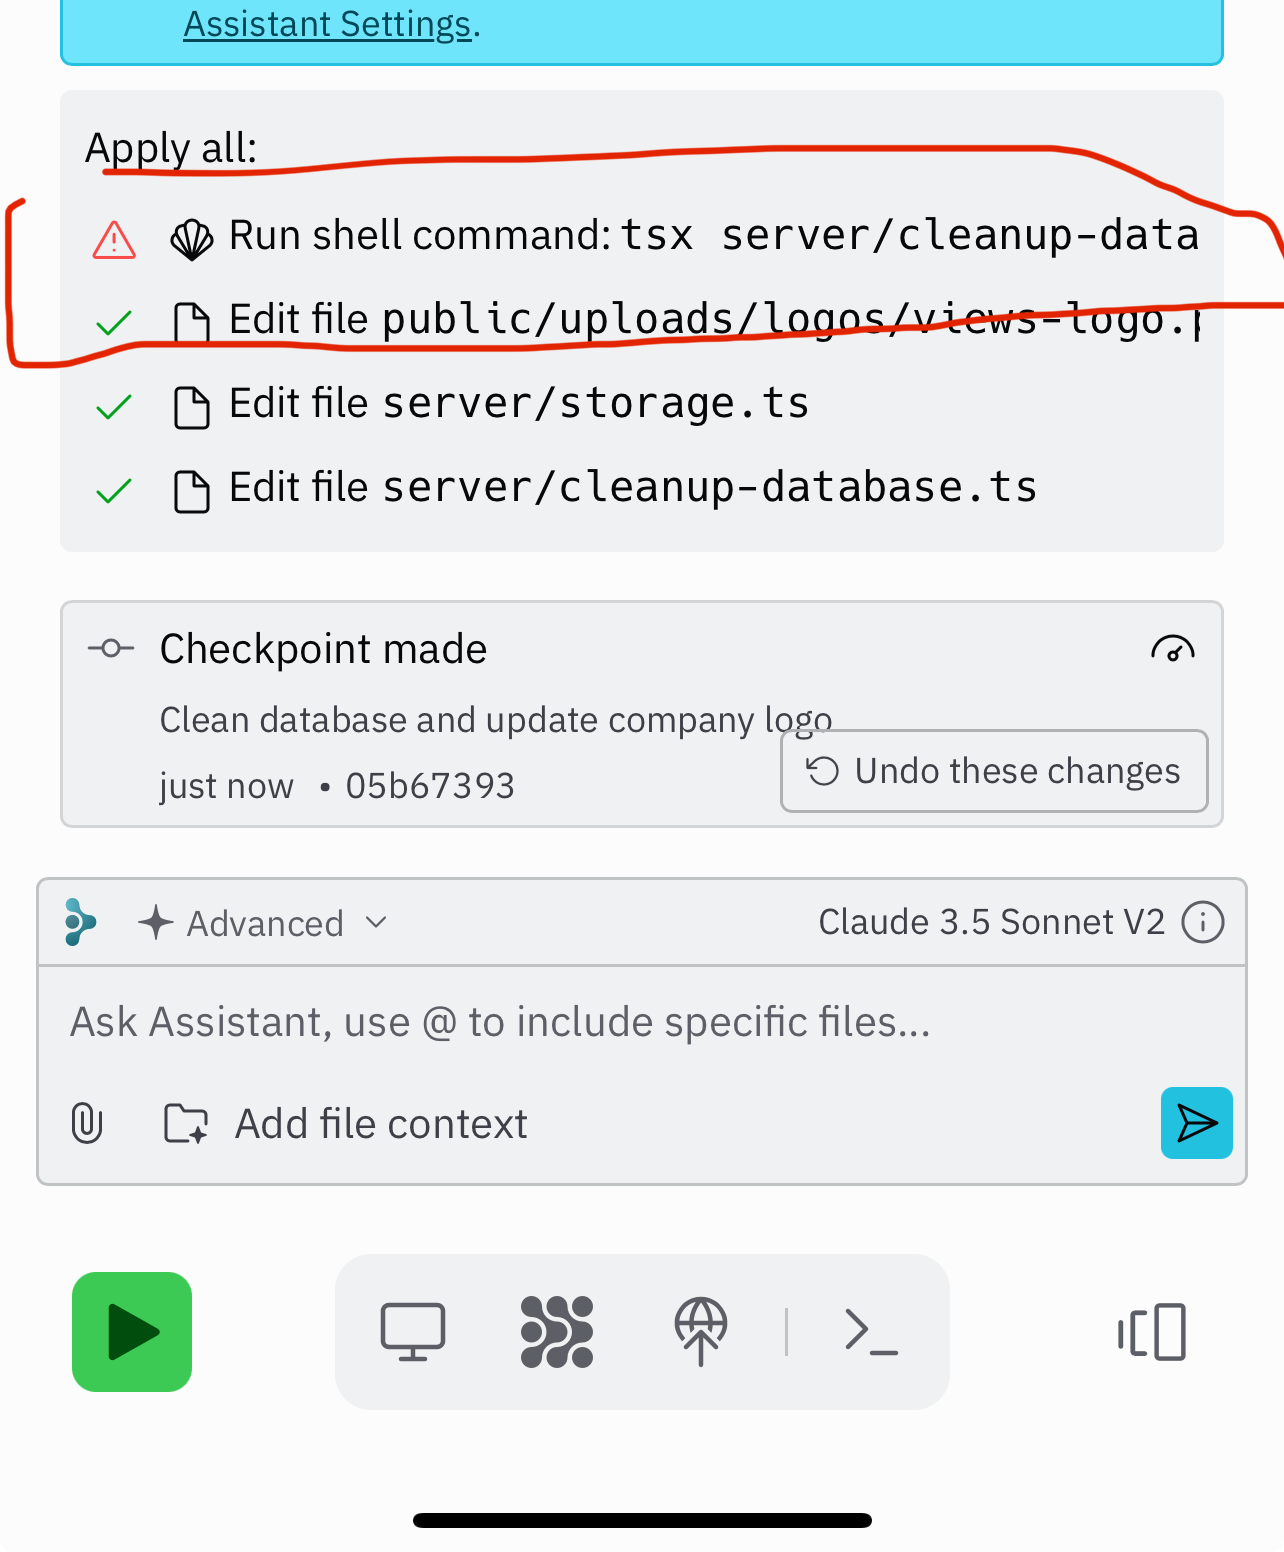 Assistant Settings.
Apply all:
Run shell command: tsx server/cleanup-data
Edit file public/uploads/logos/views-logo.p
Edit file server/storage.ts
Edit file server/cleanup-database.ts
Checkpoint made
Clean database and update company logo
just now • 05b67393
Undo these changes
Advanced
Claude 3.5 Sonnet V2
Ask Assistant, use @ to include specific files...
Add file context